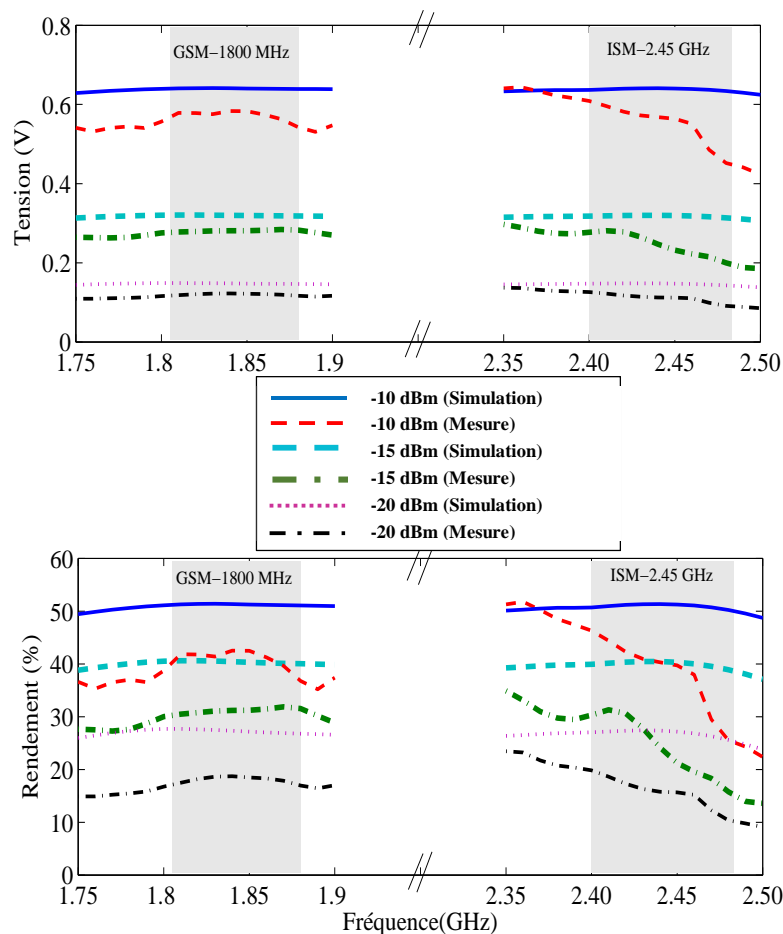 0.8
0.6
0.4
0.2
0
Tension (V)
GSM−1800 MHz
ISM−2.45 GHz
1.75
1.8
1.85
1.9
2.35
2.40
2.45
2.50
-10 dBm (Simulation)
-10 dBm (Mesure)
-15 dBm (Simulation)
-15 dBm (Mesure)
-20 dBm (Simulation)
-20 dBm (Mesure)
60
50
40
30
20
10
0
Rendement (%)
GSM−1800 MHz
ISM−2.45 GHz
1.75
1.8
1.85
1.9
2.35
2.40
2.45
2.50
Fréquence(GHz)